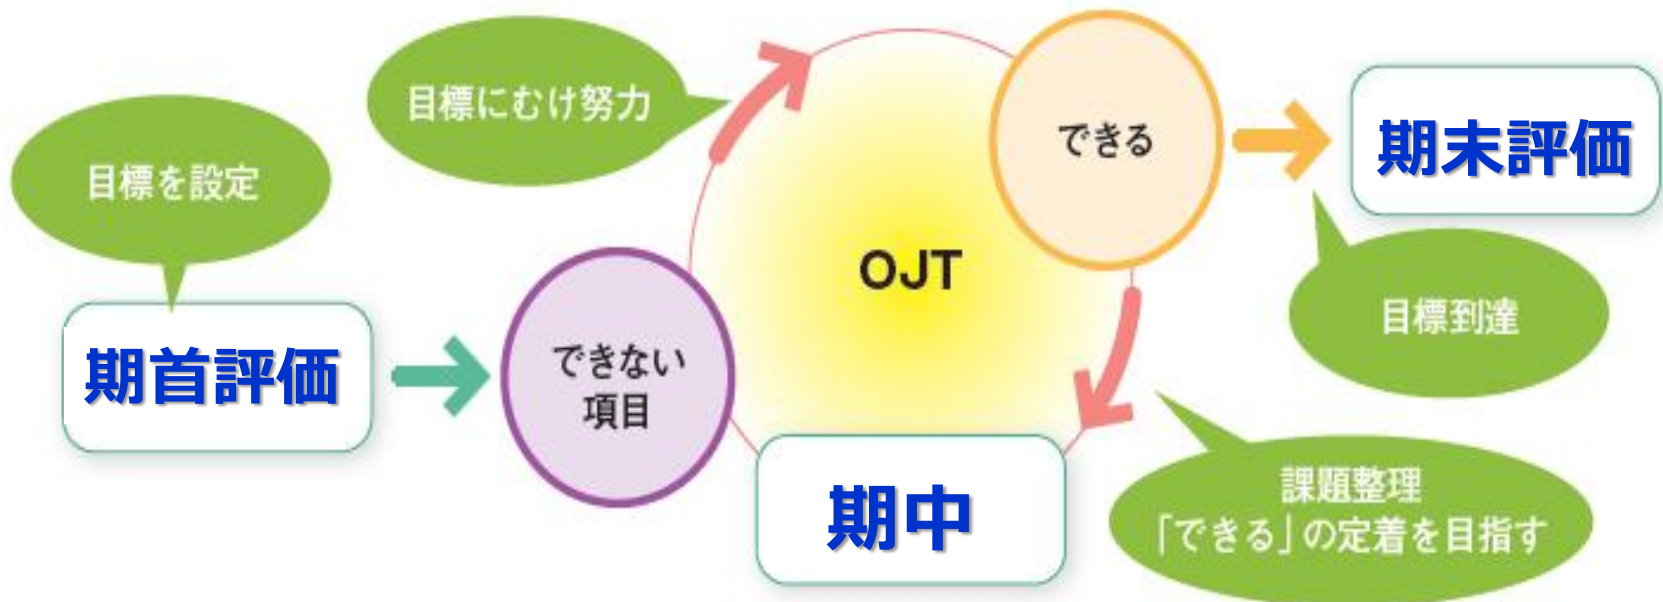 目標を設定
期首評価
できない
項目
目標にむけ努力
OJT
できる
期中
課題整理
「できる」の定着を目指す
期末評価
目標到達